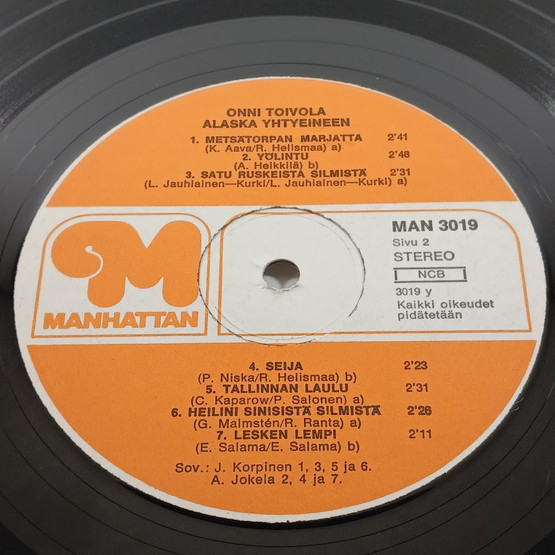 ONNI TOIVOLA
ALASKA YHTYEINEEN
1. METSÄTORPAN MARJATTA 2'41
(K. Aava/R. Helismaa) a)
2. YÖLINTU 2'48
(A. Heikkilä) b)
3. SATU RUSKEISTA SILMISTÄ 2'31
(L. Jauhiainen—Kurki/L. Jauhiainen—Kurki) a)
M
MANHATTAN
MAN 3019
Sivu 2
STEREO
NCB
3019 y
Kaikki oikeudet
pidätetään
4. SEIJA 2'23
(P. Niska/R. Helismaa) b)
5. TALLINNAN LAULU 2'31
(C. Kaparow/P. Salonen) a)
6. HEILINI SINISISTÄ SILMISTÄ 2'26
(G. Malmstén/R. Ranta) a)
7. LESKEN LEMPI 2'11
(E. Salama/E. Salama) b)
Sov.: J. Korpinen 1, 3, 5 ja 6.
A. Jokela 2, 4 ja 7.